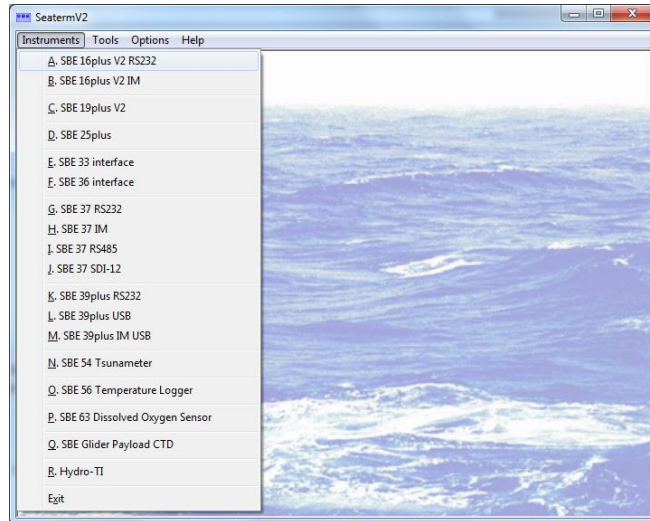 SeatermV2
Instruments Tools Options Help
A. SBE 16plus V2 RS232
B. SBE 16plus V2 IM
C. SBE 19plus V2
D. SBE 25plus
E. SBE 33 interface
F. SBE 36 interface
G. SBE 37 RS232
H. SBE 37 IM
I. SBE 37 RS485
J. SBE 37 SDI-12
K. SBE 39plus RS232
L. SBE 39plus USB
M. SBE 39plus IM USB
N. SBE 54 Tsunameter
O. SBE 56 Temperature Logger
P. SBE 63 Dissolved Oxygen Sensor
Q. SBE Glider Payload CTD
R. Hydro-TI
Exit